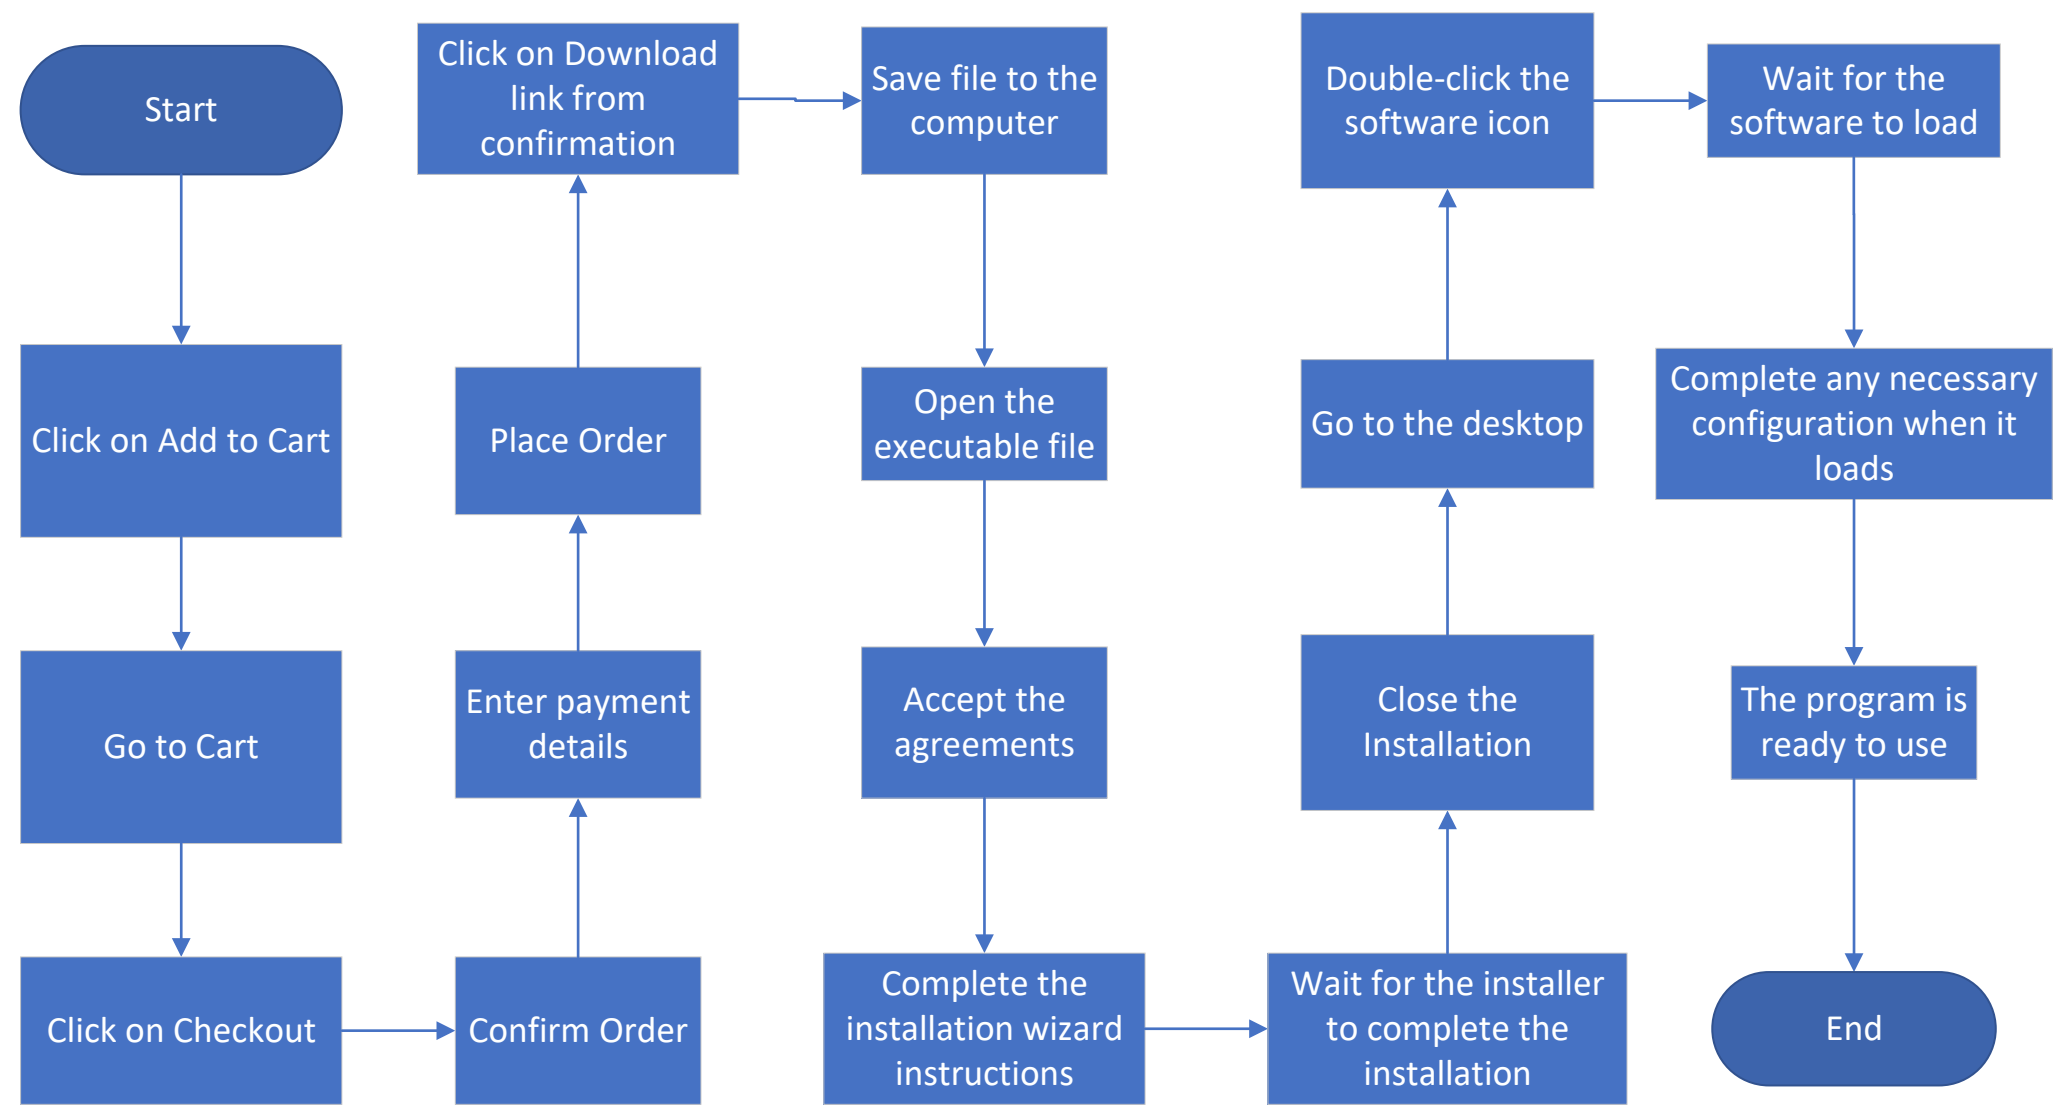 Start
Click on Add to Cart
Go to Cart
Click on Checkout
Confirm Order
Enter payment
details
Place Order
Click on Download
link from
confirmation
Save file to the
computer
Open the
executable file
Accept the
agreements
Complete the
installation wizard
instructions
Wait for the installer
to complete the
installation
Close the
Installation
Go to the desktop
Double-click the
software icon
Wait for the
software to load
Complete any necessary
configuration when it
loads
The program is
ready to use
End